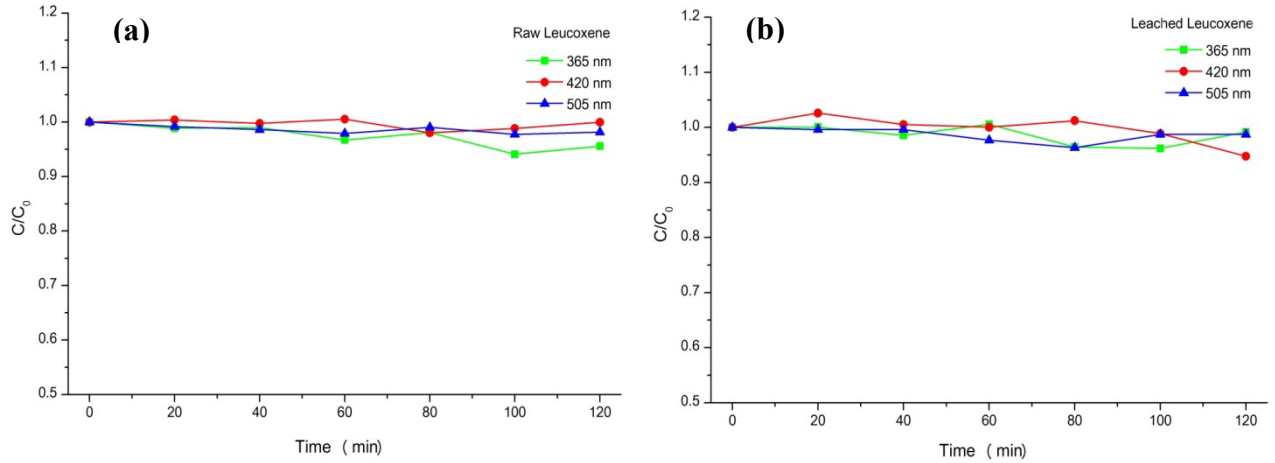 (a)
Raw Leucoxene
365 nm
420 nm
505 nm
1.2
1.1
1.0
0.9
0.8
0.7
0.6
0.5
C/C0
0 20 40 60 80 100 120
Time ( min)
(b)
Leached Leucoxene
365 nm
420 nm
505 nm
1.2
1.1
1.0
0.9
0.8
0.7
0.6
0.5
C/C0
0 20 40 60 80 100 120
Time ( min)